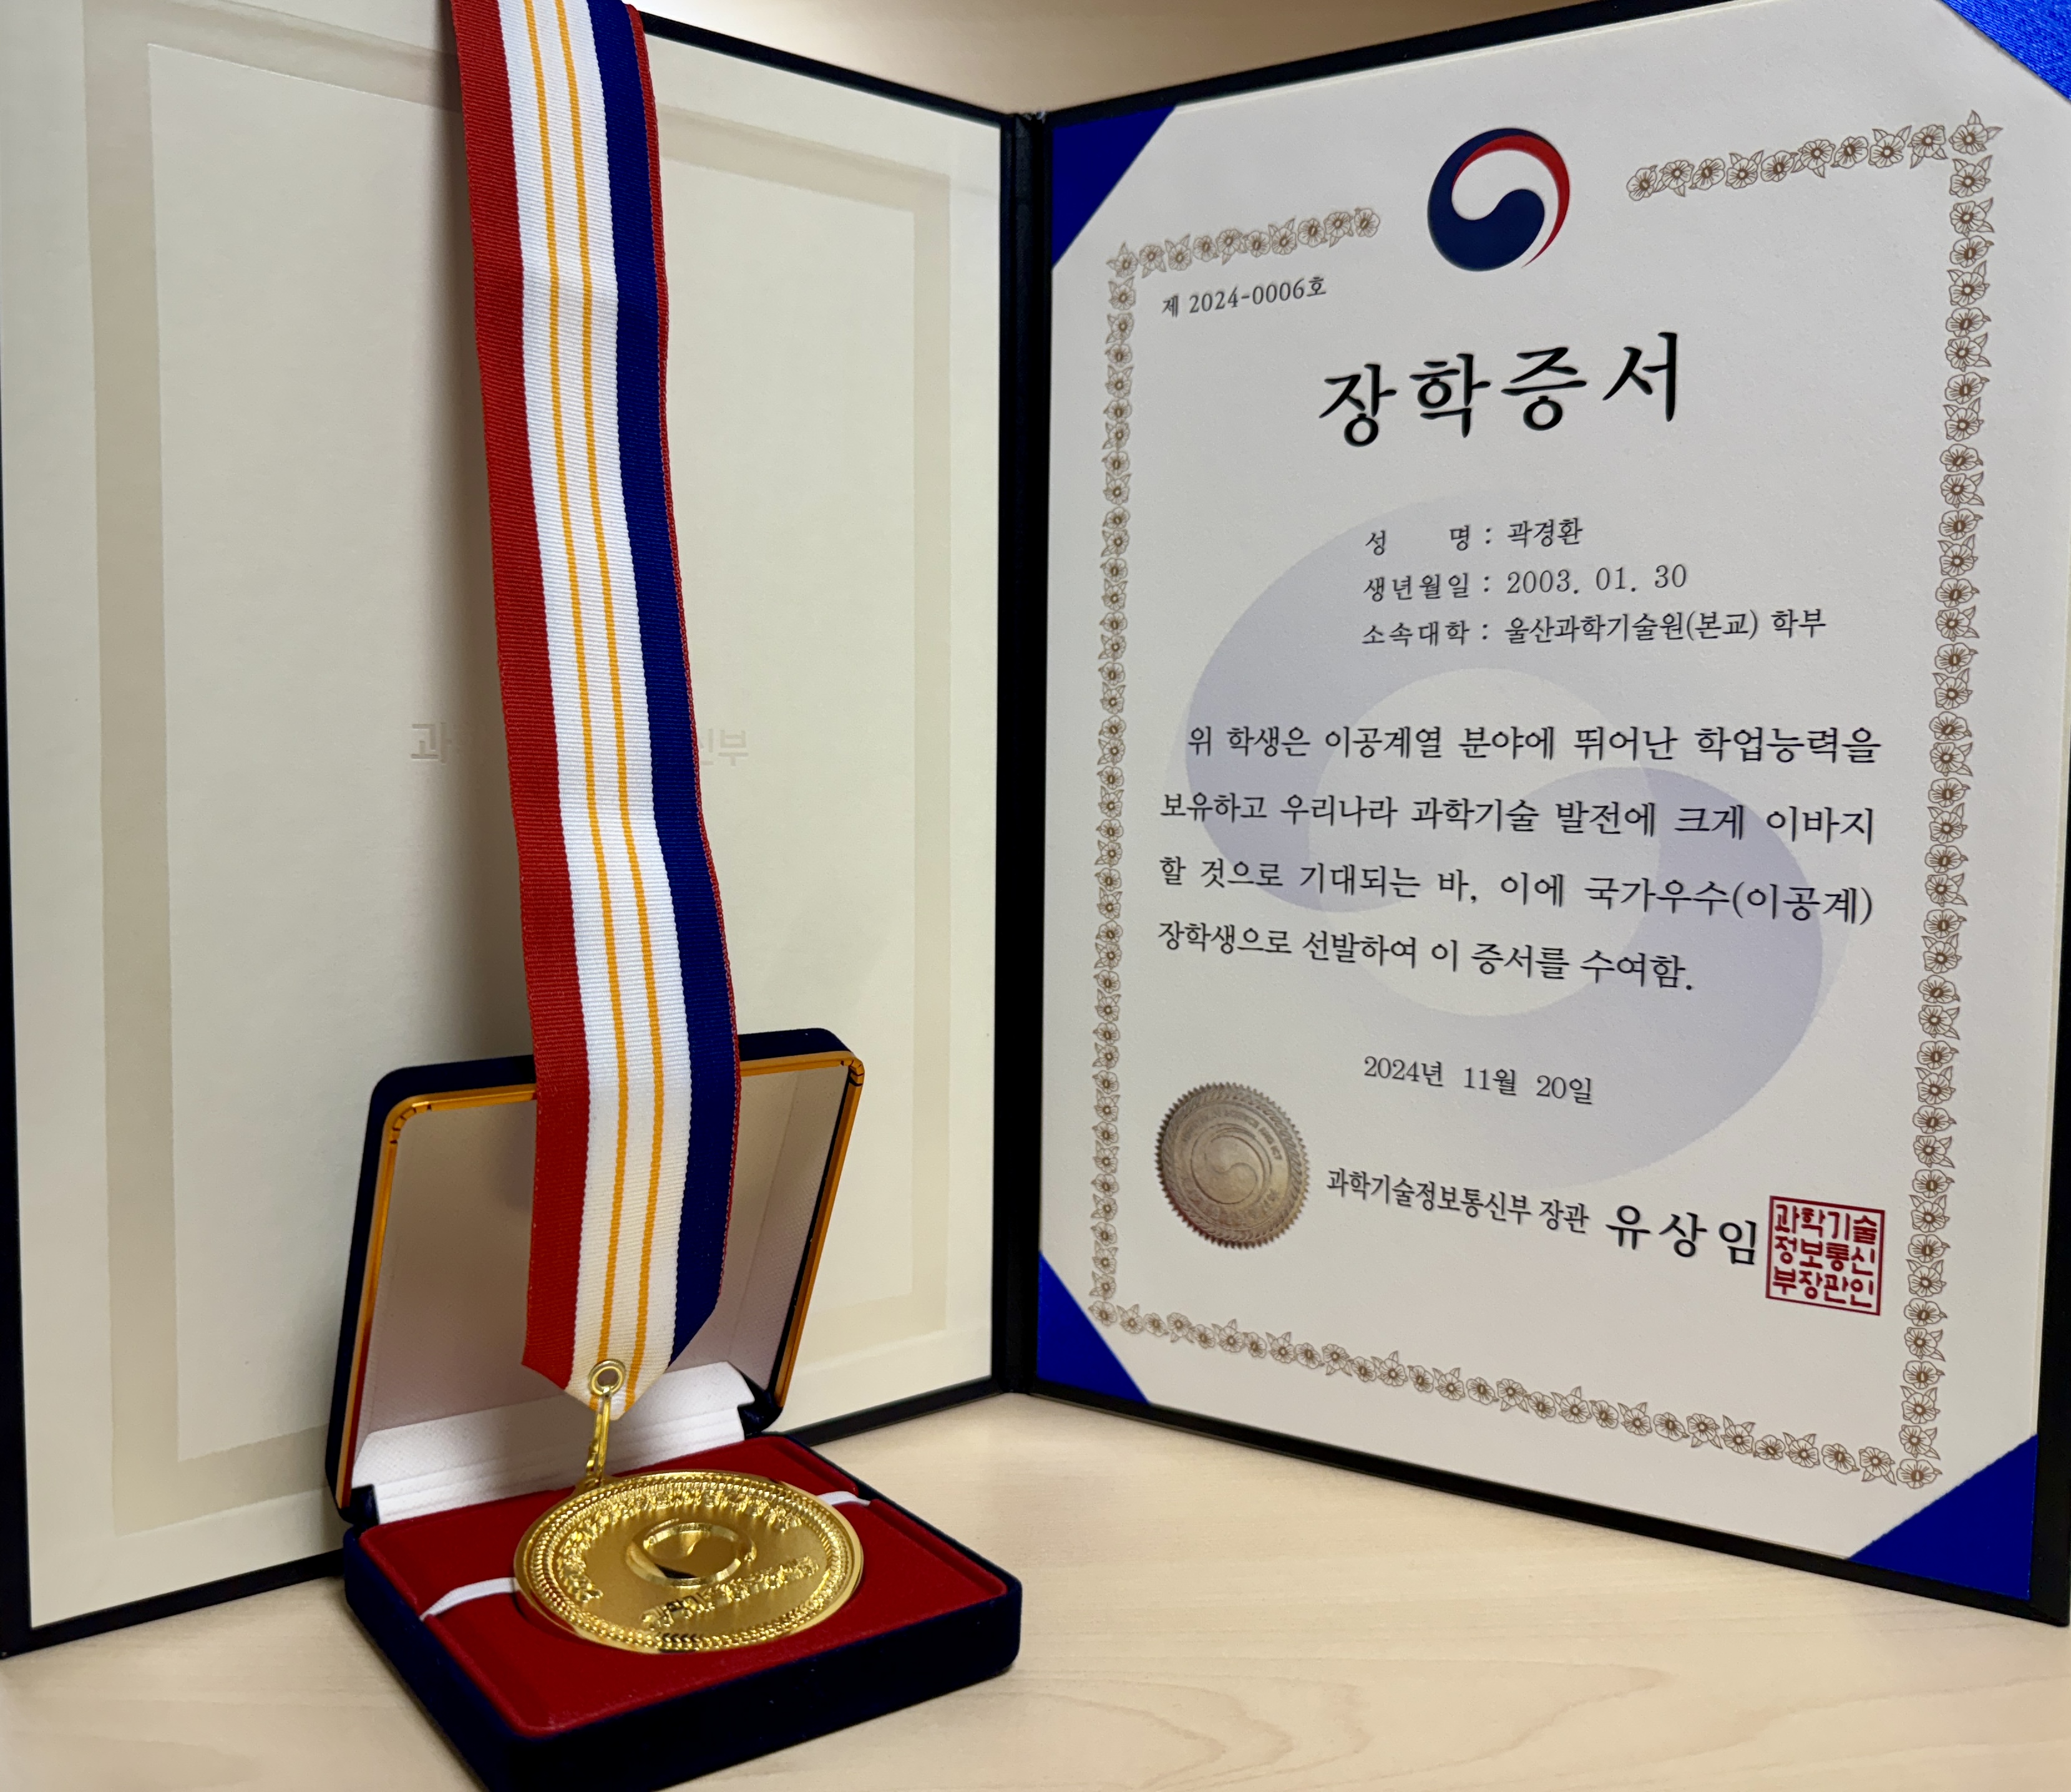 제 2024-0006호
장학증서
성 명 : 곽경환
생년월일 : 2003. 01. 30
소속대학 : 울산과학기술원(본교) 학부
위 학생은 이공계열 분야에 뛰어난 학업능력을
보유하고 우리나라 과학기술 발전에 크게 이바지
할 것으로 기대되는 바, 이에 국가우수(이공계)
장학생으로 선발하여 이 증서를 수여함.
2024년 11월 20일
과학기술정보통신부 장관 유상임
과학기술
정보통신
부장관인